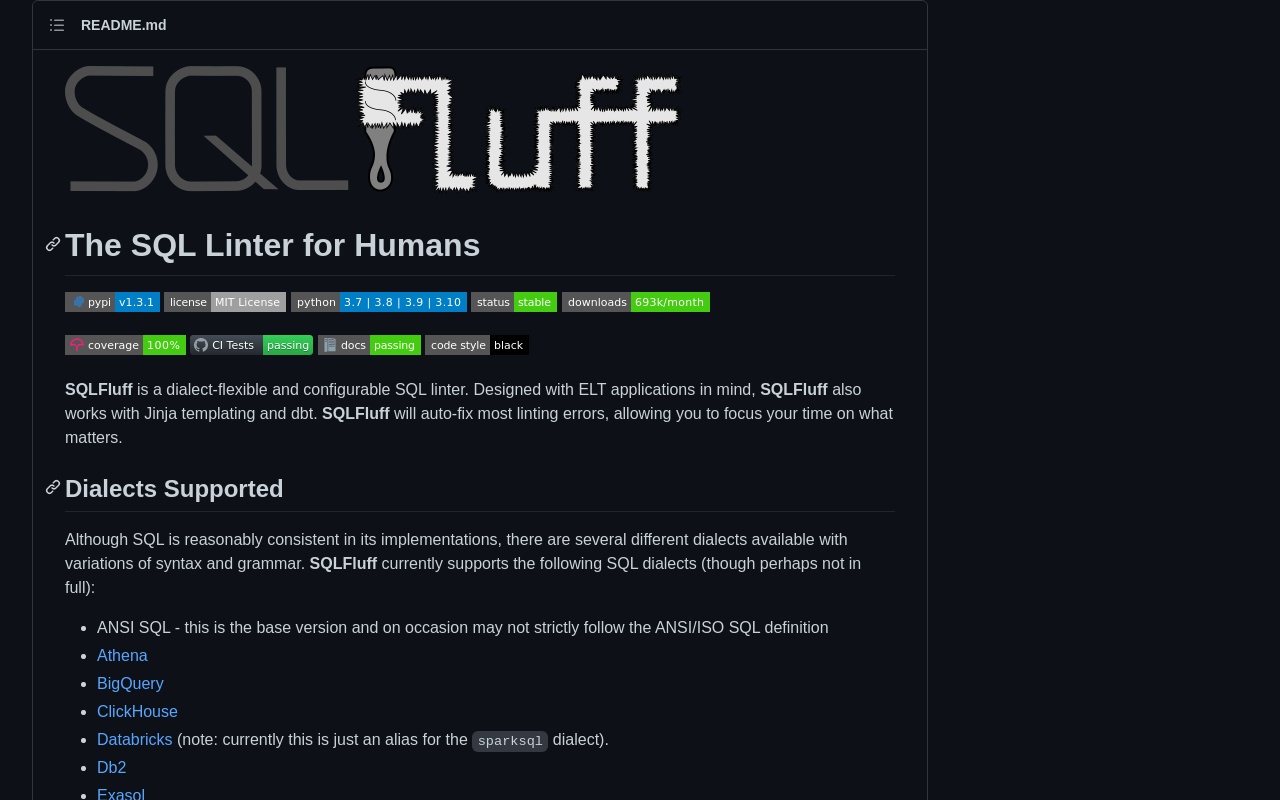 README.md
SQL Fluff
The SQL Linter for Humans
pypi v1.3.1 license MIT License python 3.7 | 3.8 | 3.9 | 3.10 status stable downloads 693k/month
coverage 100% CI Tests passing docs passing code style black
SQLFluff is a dialect-flexible and configurable SQL linter. Designed with ELT applications in mind, SQLFluff also
works with Jinja templating and dbt. SQLFluff will auto-fix most linting errors, allowing you to focus your time on what
matters.
Dialects Supported
Although SQL is reasonably consistent in its implementations, there are several different dialects available with
variations of syntax and grammar. SQLFluff currently supports the following SQL dialects (though perhaps not in
full):
• ANSI SQL - this is the base version and on occasion may not strictly follow the ANSI/ISO SQL definition
• Athena
• BigQuery
• ClickHouse
• Databricks (note: currently this is just an alias for the sparksql dialect).
• Db2
• Exasol